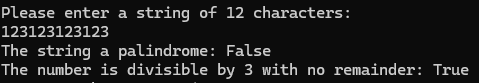 Please enter a string of 12 characters:
123123123123
The string a palindrome: False
The number is divisible by 3 with no remainder: True